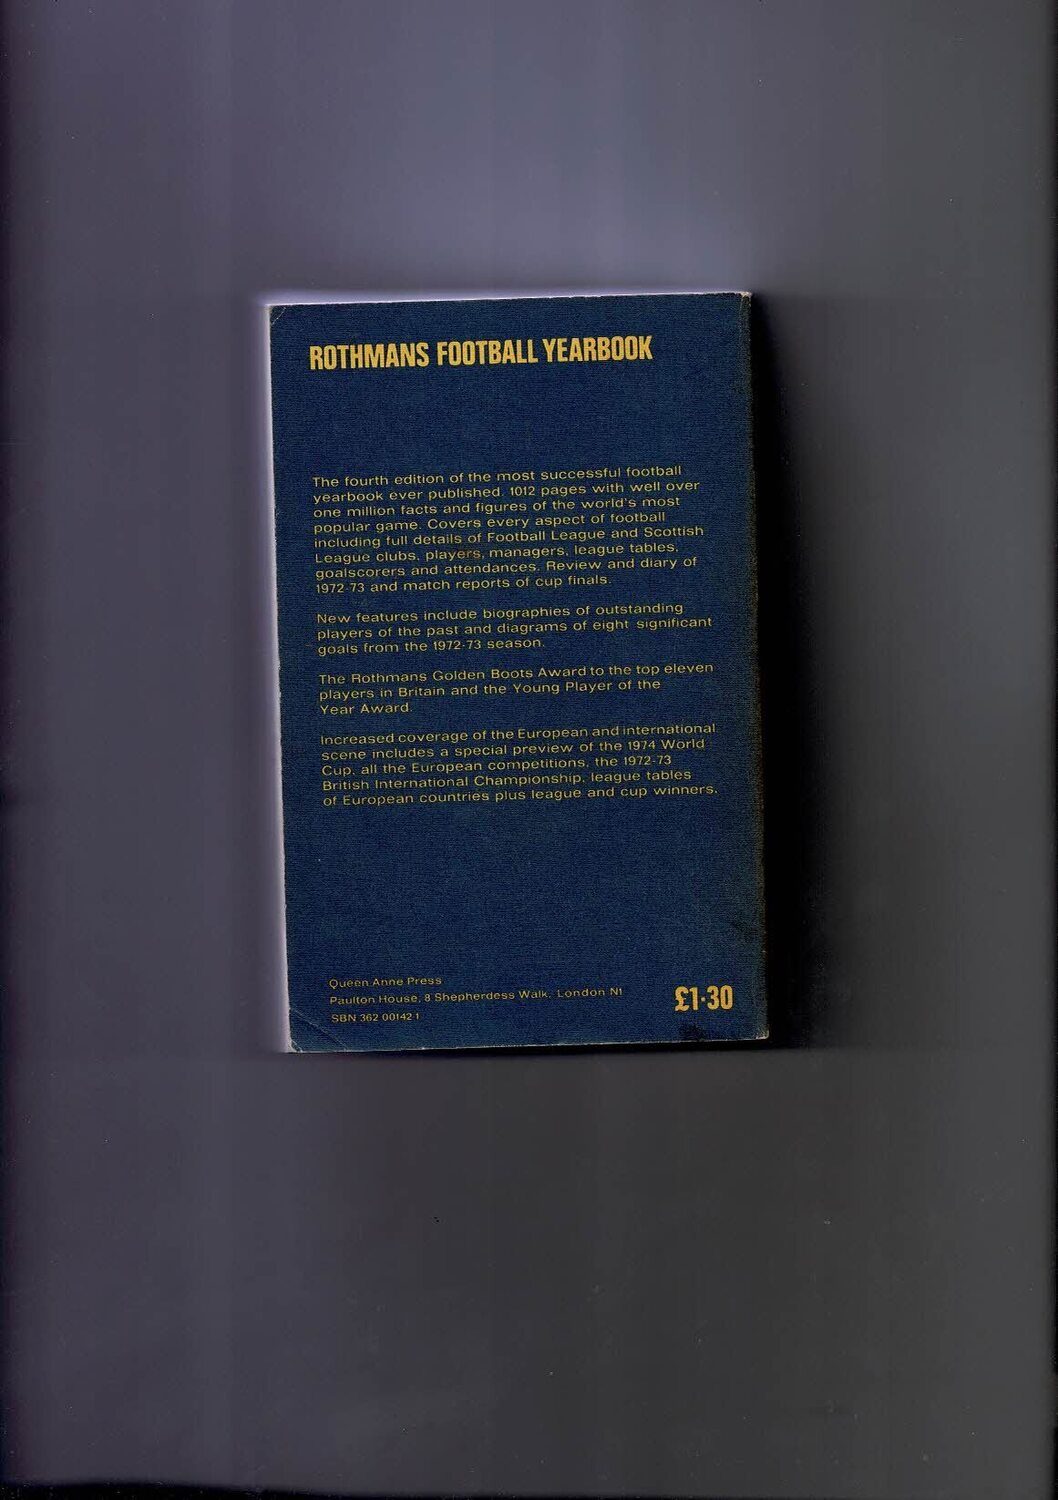 ROTHMANS FOOTBALL YEARBOOK
The fourth edition of the most successful football
yearbook ever published. 1012 pages with well over
one million facts and figures of the world's most
popular game. Covers every aspect of football
including full details of Football League and Scottish
League clubs, players, managers, league tables,
goalscorers and attendances. Review and diary of
1972-73 and match reports of cup finals.
New features include biographies of outstanding
players of the past and diagrams of eight significant
goals from the 1972-73 season.
The Rothmans Golden Boots Award to the top eleven
players in Britain and the Young Player of the
Year Award.
Increased coverage of the European and international
scene includes a special preview of the 1974 World
Cup, all the European competitions, the 1972-73
British International Championship, league tables
of European countries plus league and cup winners.
Queen Anne Press
Paulton House, 8 Shepherdess Walk, London N1
SBN 362 00142 1
£1·30